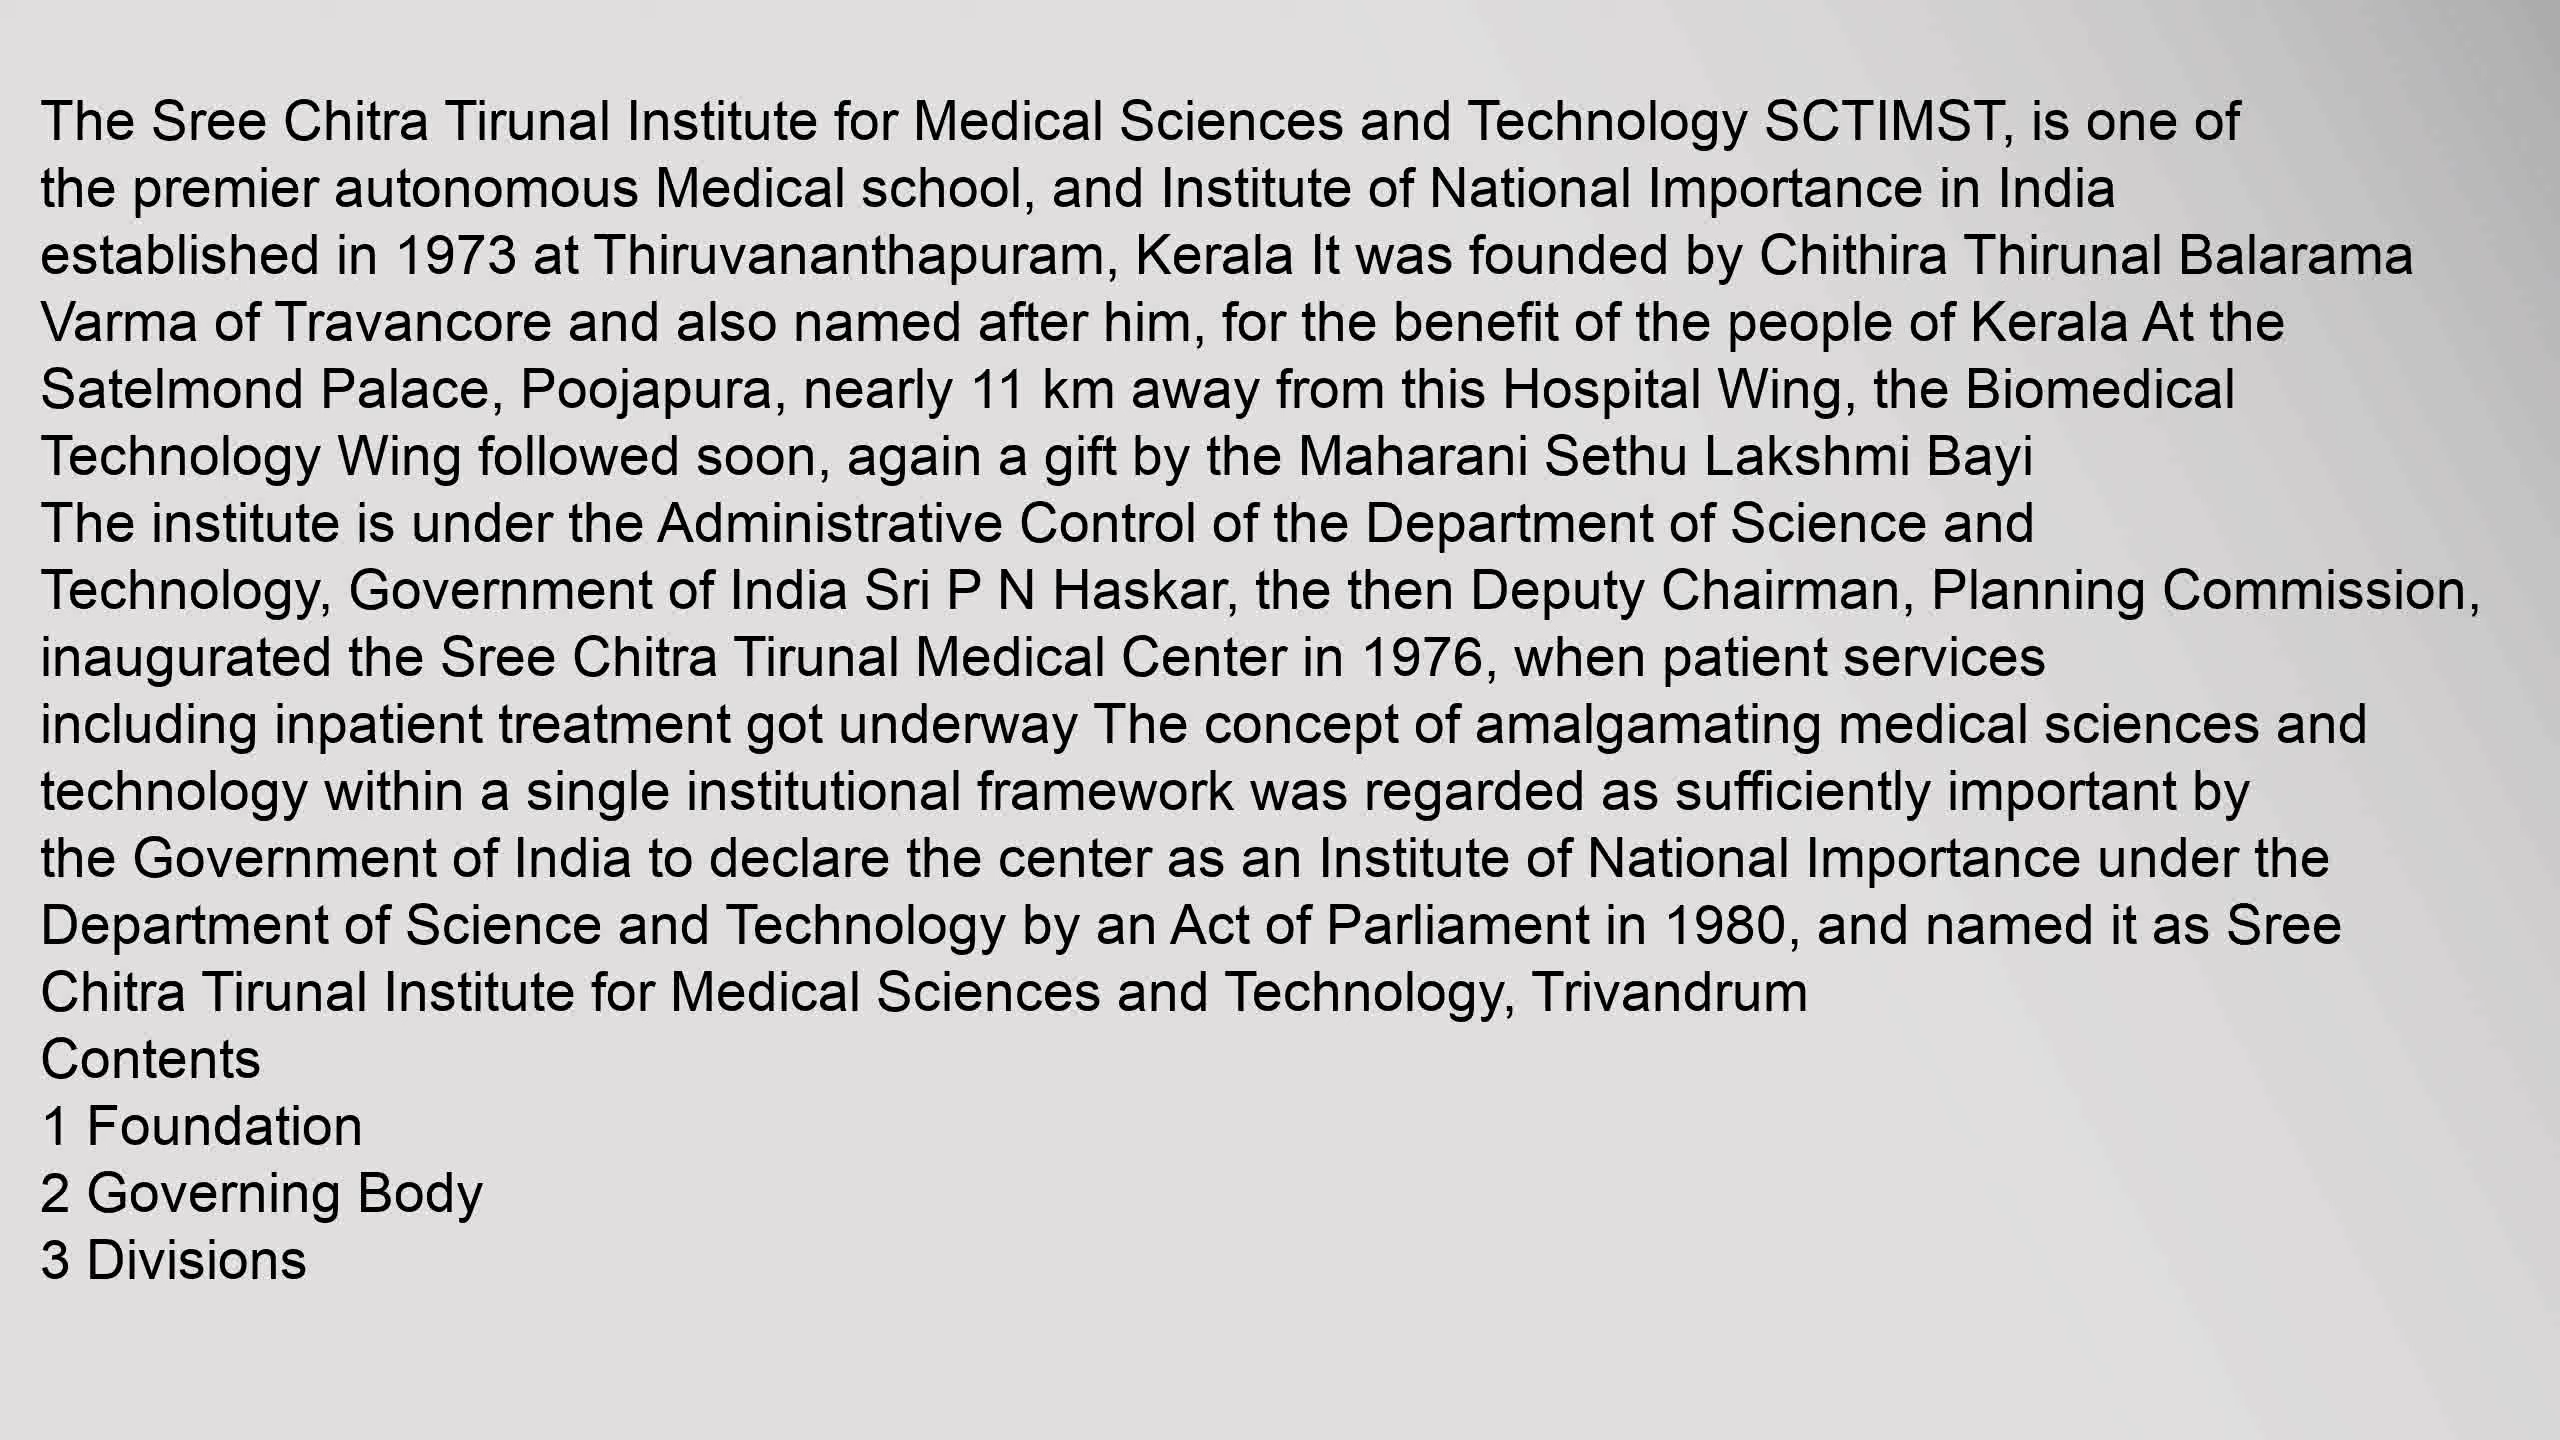 The Sree Chitra Tirunal Institute for Medical Sciences and Technology SCTIMST, is one of
the premier autonomous Medical school, and Institute of National Importance in India
established in 1973 at Thiruvananthapuram, Kerala It was founded by Chithira Thirunal Balarama
Varma of Travancore and also named after him, for the benefit of the people of Kerala At the
Satelmond Palace, Poojapura, nearly 11 km away from this Hospital Wing, the Biomedical
Technology Wing followed soon, again a gift by the Maharani Sethu Lakshmi Bayi
The institute is under the Administrative Control of the Department of Science and
Technology, Government of India Sri P N Haskar, the then Deputy Chairman, Planning Commission,
inaugurated the Sree Chitra Tirunal Medical Center in 1976, when patient services
including inpatient treatment got underway The concept of amalgamating medical sciences and
technology within a single institutional framework was regarded as sufficiently important by
the Government of India to declare the center as an Institute of National Importance under the
Department of Science and Technology by an Act of Parliament in 1980, and named it as Sree
Chitra Tirunal Institute for Medical Sciences and Technology, Trivandrum
Contents
1 Foundation
2 Governing Body
3 Divisions